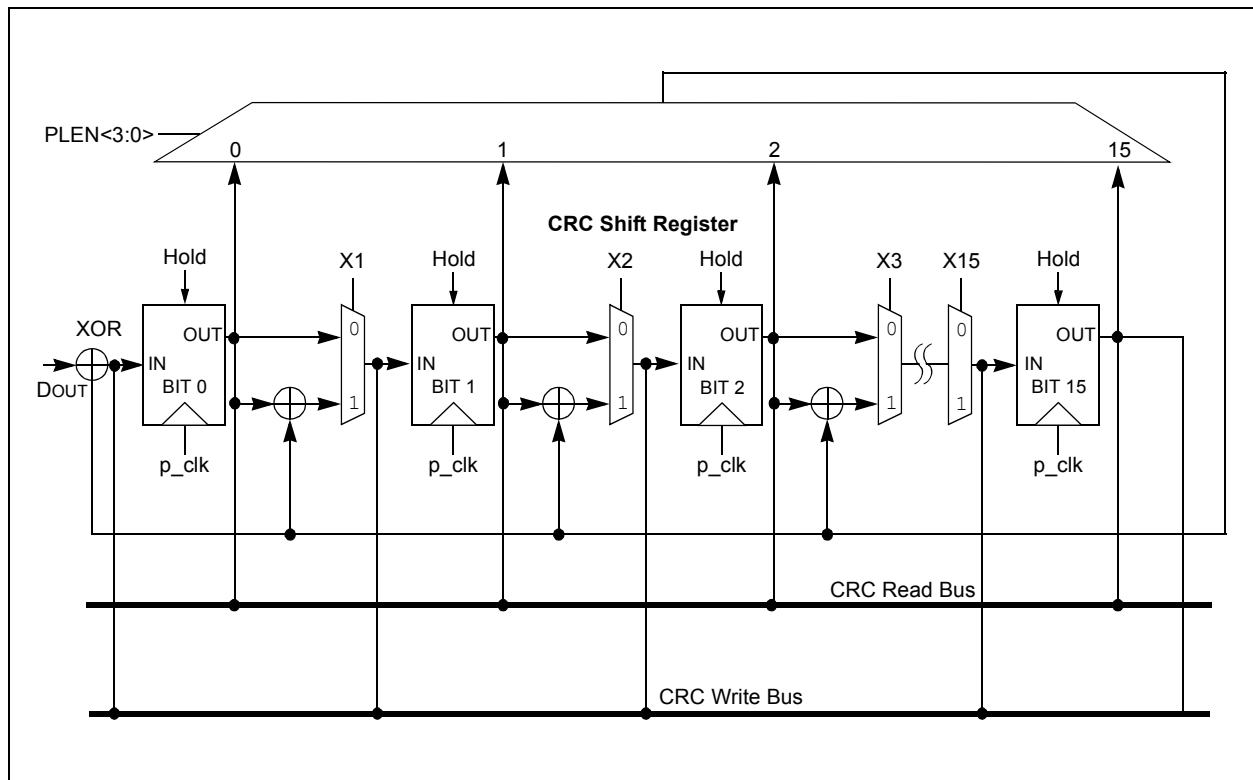 PLEN<3:0>
0 1 2 15
CRC Shift Register
Hold X1 Hold X2 Hold X3 X15 Hold
XOR
OUT 0 OUT 0 OUT 0 0 OUT
IN IN IN IN
DOUT
BIT 0 1 BIT 1 1 BIT 2 1 1 BIT 15
p_clk p_clk p_clk p_clk
CRC Read Bus
CRC Write Bus